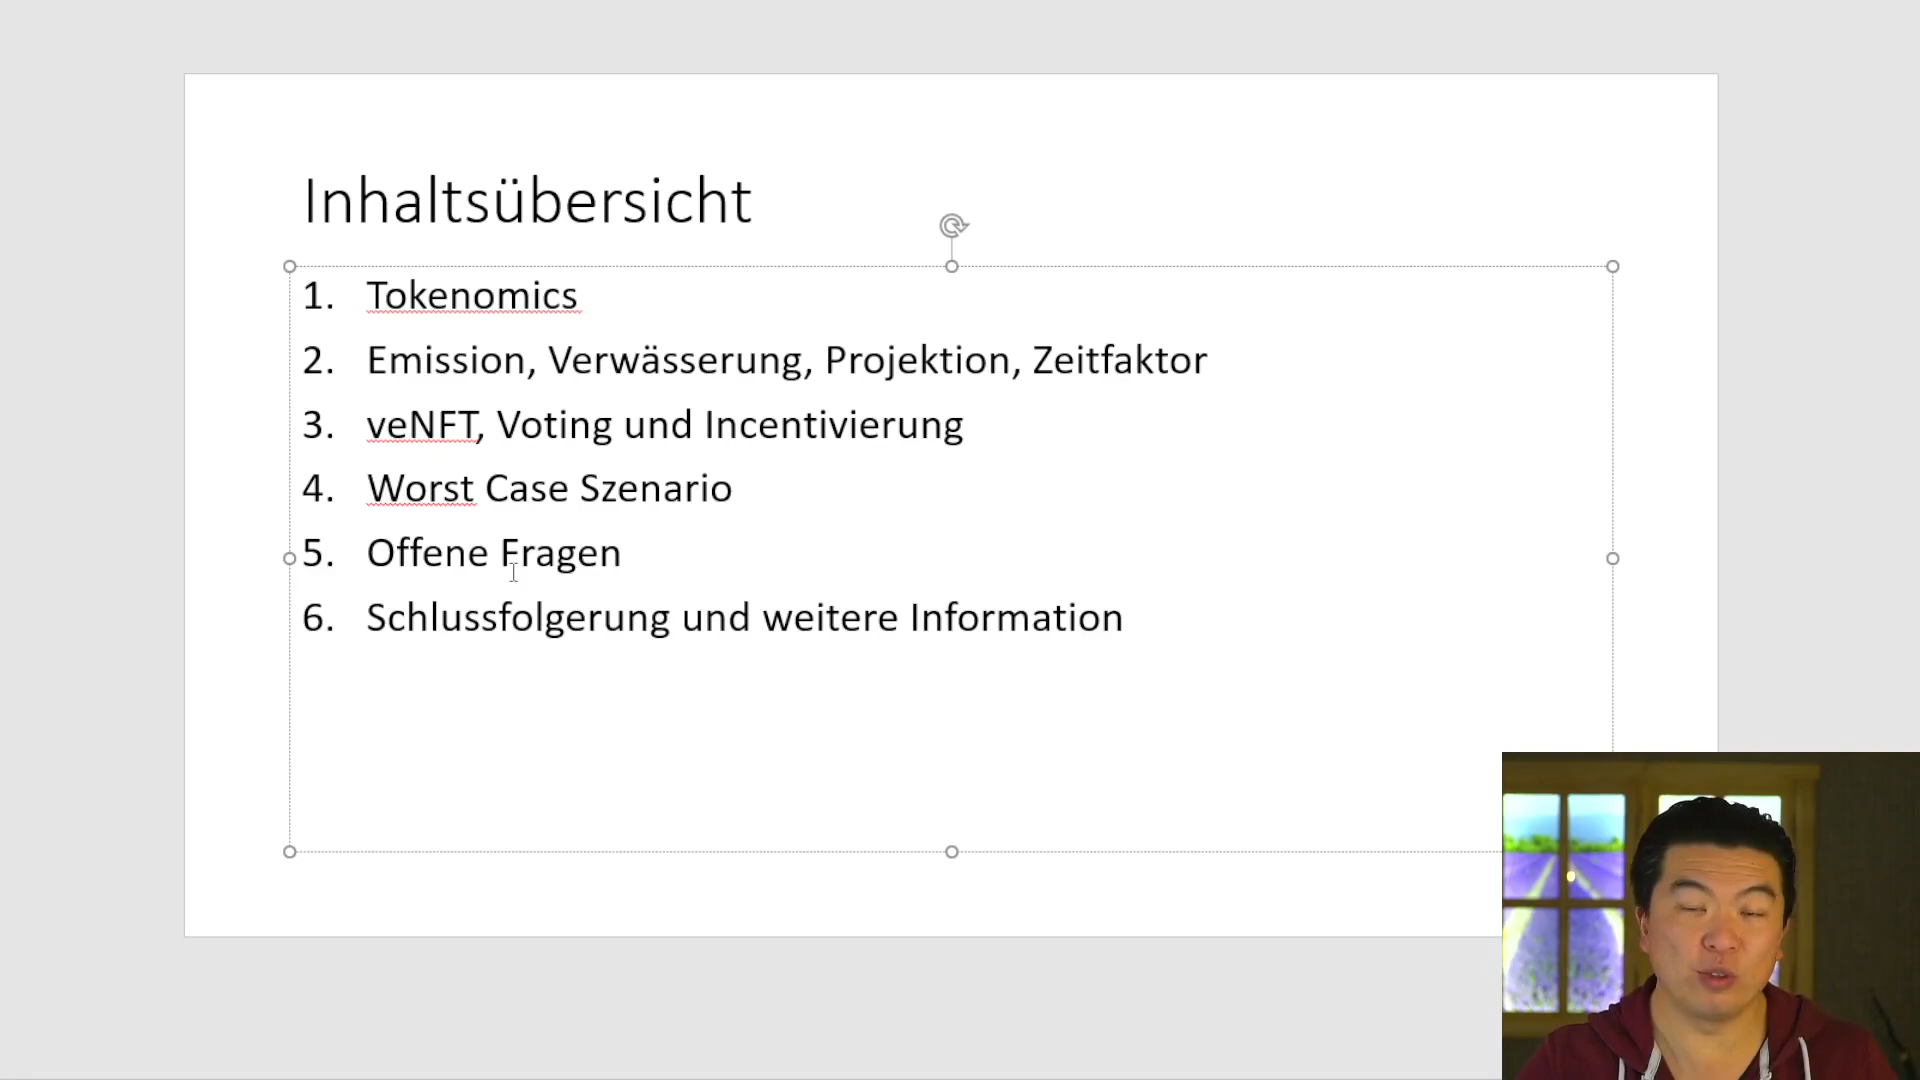 Inhaltsübersicht
1. Tokenomics
2. Emission, Verwässerung, Projektion, Zeitfaktor
3. veNFT, Voting und Incentivierung
4. Worst Case Szenario
5. Offene Fragen
6. Schlussfolgerung und weitere Information